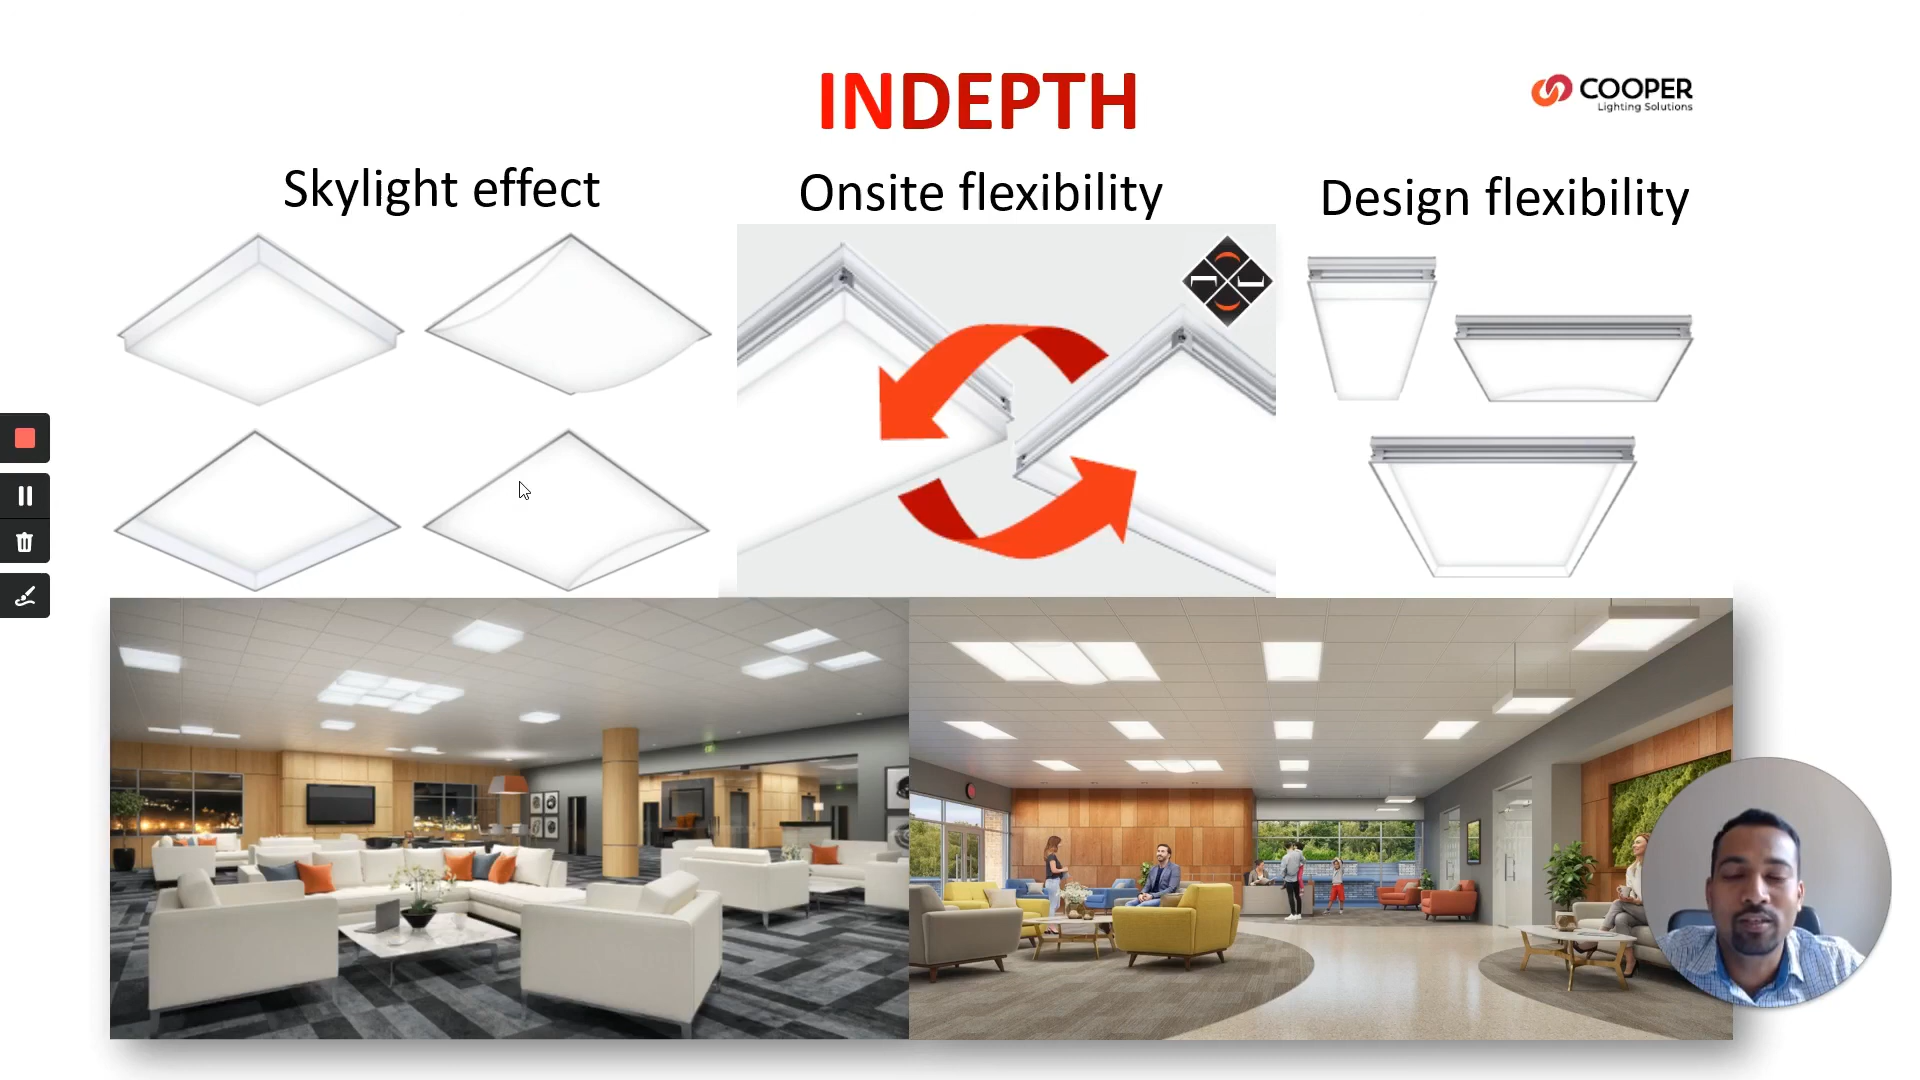 INDEPTH
COOPER
Lighting Solutions
Skylight effect
Onsite flexibility
Design flexibility